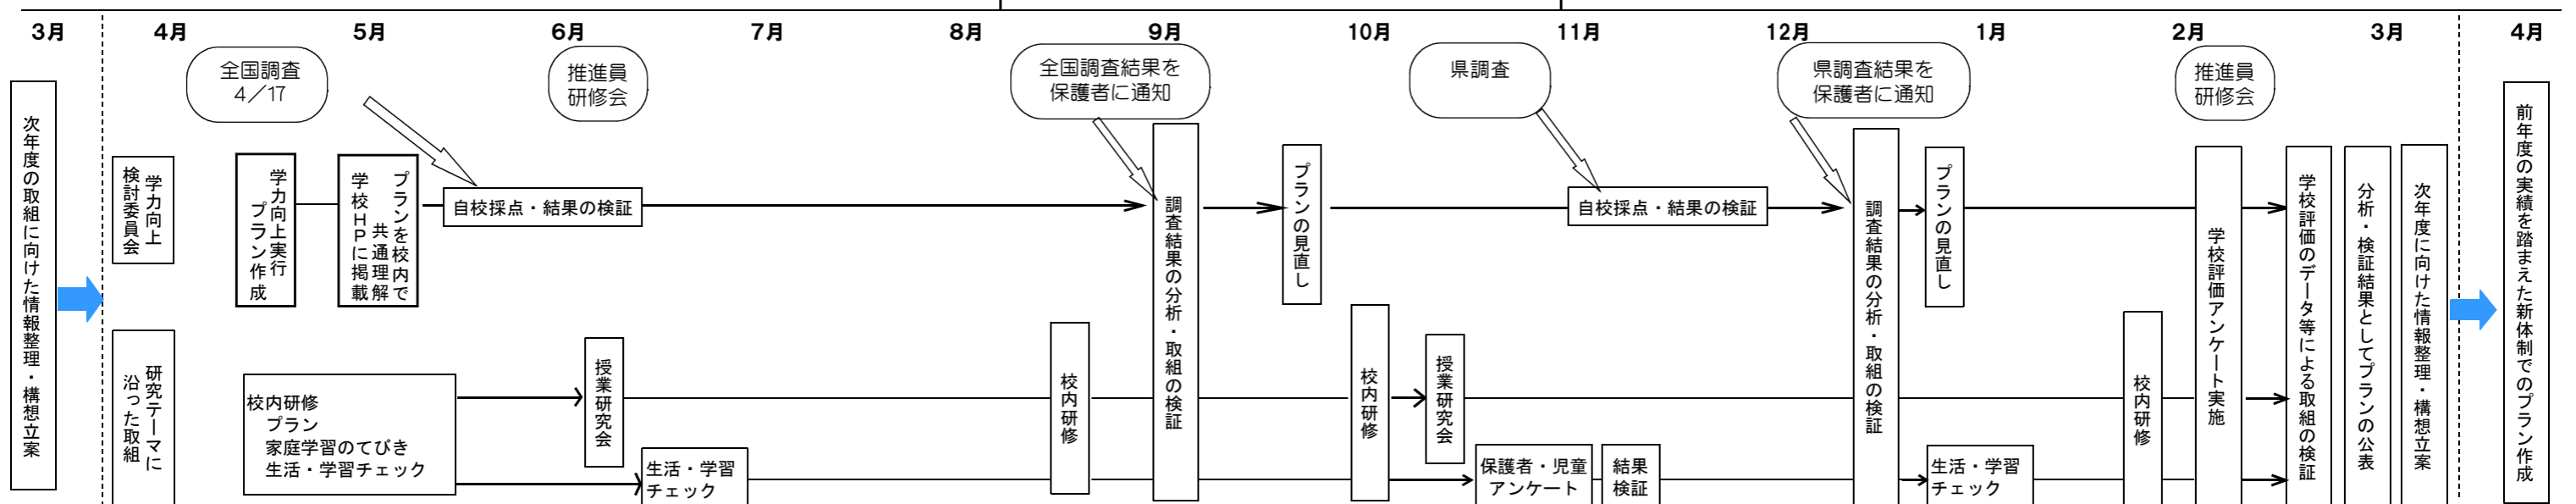 3月
4月
5月
6月
7月
8月
9月
10月
11月
12月
1月
2月
3月
4月
全国調査
4／17
推進員
研修会
全国調査結果を
保護者に通知
県調査
県調査結果を
保護者に通知
推進員
研修会
次年度の取組に向けた情報整理・構想立案
学力向上
検討委員会
学力向上実行
プラン作成
プランを校内で
共通理解
学校ＨＰに掲載
自校採点・結果の検証
調査結果の分析・取組の検証
プランの見直し
自校採点・結果の検証
調査結果の分析・取組の検証
プランの見直し
学校評価アンケート実施
学校評価のデータ等による取組の検証
分析・検証結果としてプランの公表
次年度に向けた情報整理・構想立案
前年度の実績を踏まえた新体制でのプラン作成
研究テーマに
沿った取組
校内研修
プラン
家庭学習のてびき
生活・学習チェック
授業研究会
生活・学習
チェック
校内研修
校内研修
授業研究会
保護者・児童
アンケート
結果
検証
生活・学習
チェック
校内研修